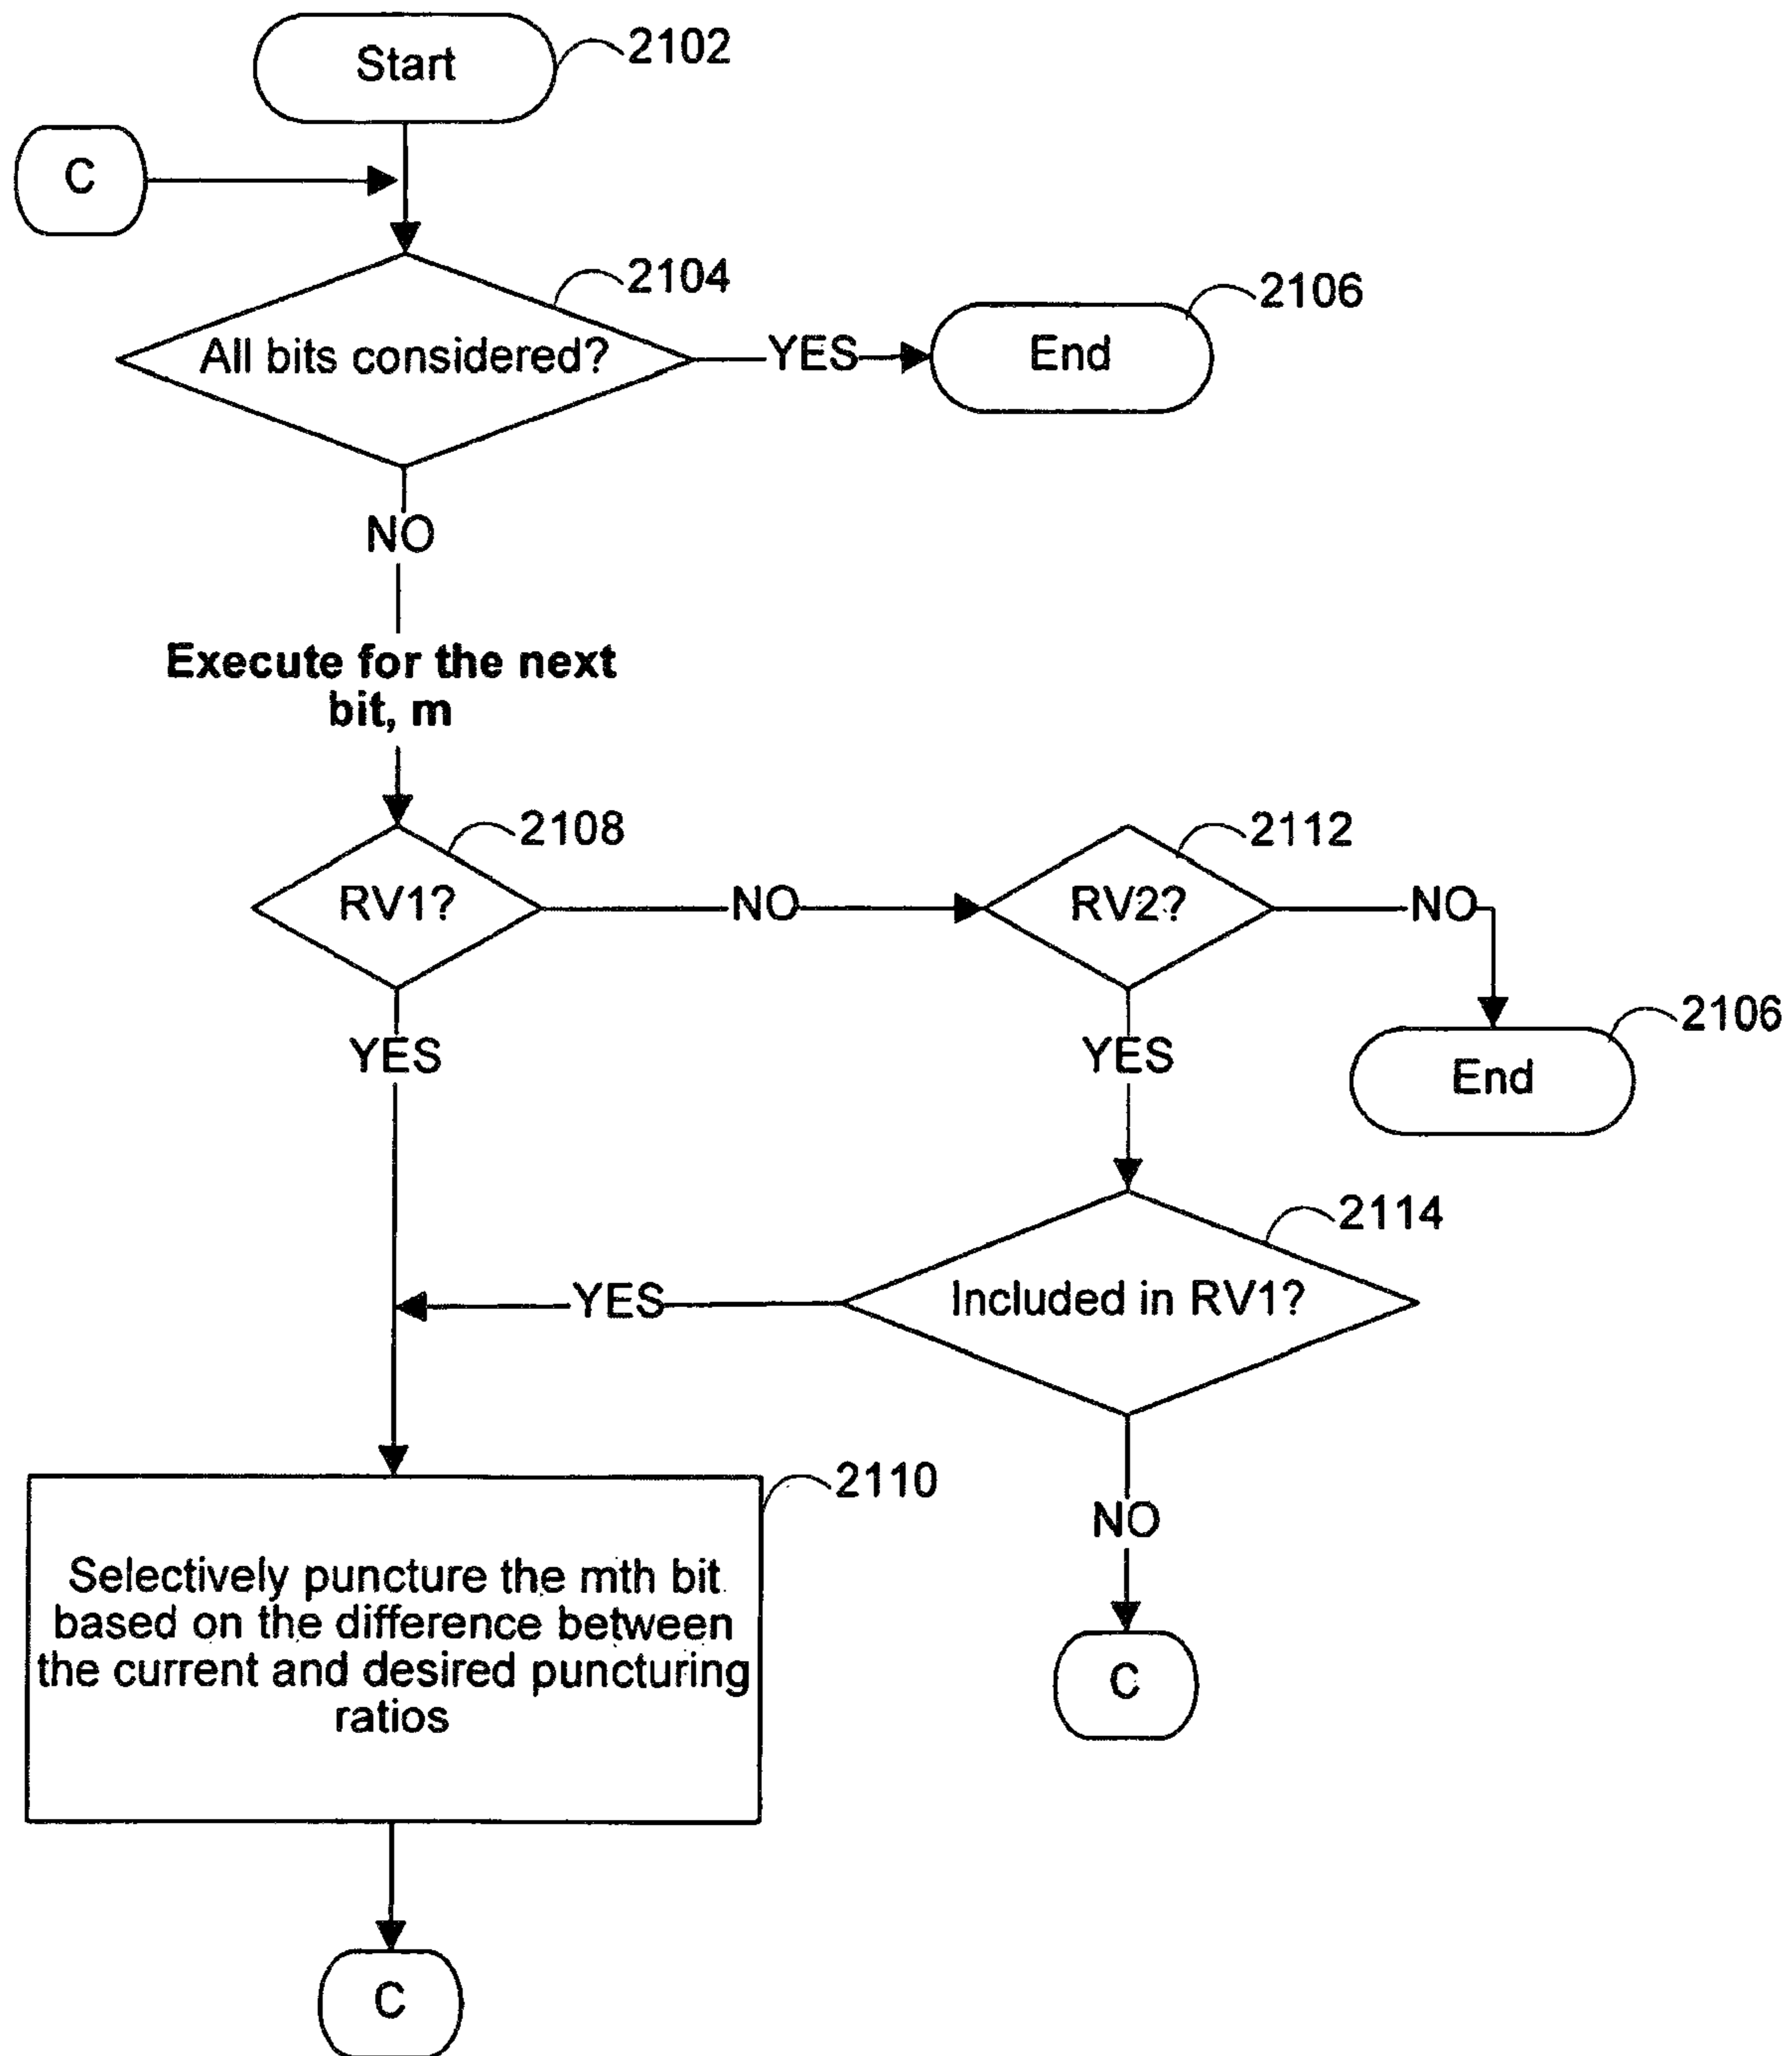 Start
2102
C
2104
All bits considered?
YES
End
2106
NO
Execute for the next
bit, m
RV1?
2108
NO
RV2?
2112
NO
YES
YES
End
2106
Included in RV1?
2114
YES
NO
C
2110
Selectively puncture the mth bit
based on the difference between
the current and desired puncturing
ratios
C